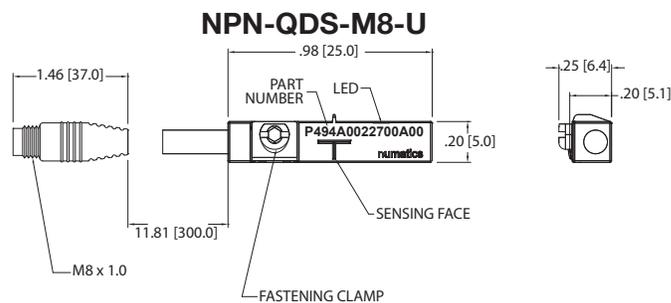 NPN-QDS-M8-U
.98 [25.0]
1.46 [37.0]
PART
NUMBER
LED
.25 [6.4]
.20 [5.1]
P494A0022700A00
.20 [5.0]
numatics
SENSING FACE
11.81 [300.0]
M8 x 1.0
FASTENING CLAMP